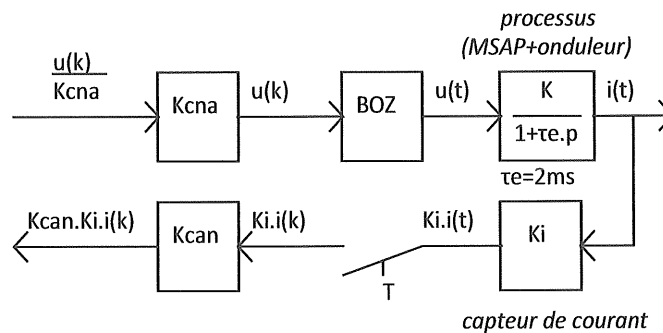 processus
(MSAP+onduleur)
u(k)
Kcna
Kcna
u(k)
BOZ
u(t)
K
1+τe.p
i(t)
τe=2ms
Kcan.Ki.i(k)
Kcan
Ki.i(k)
T
Ki.i(t)
Ki
capteur de courant